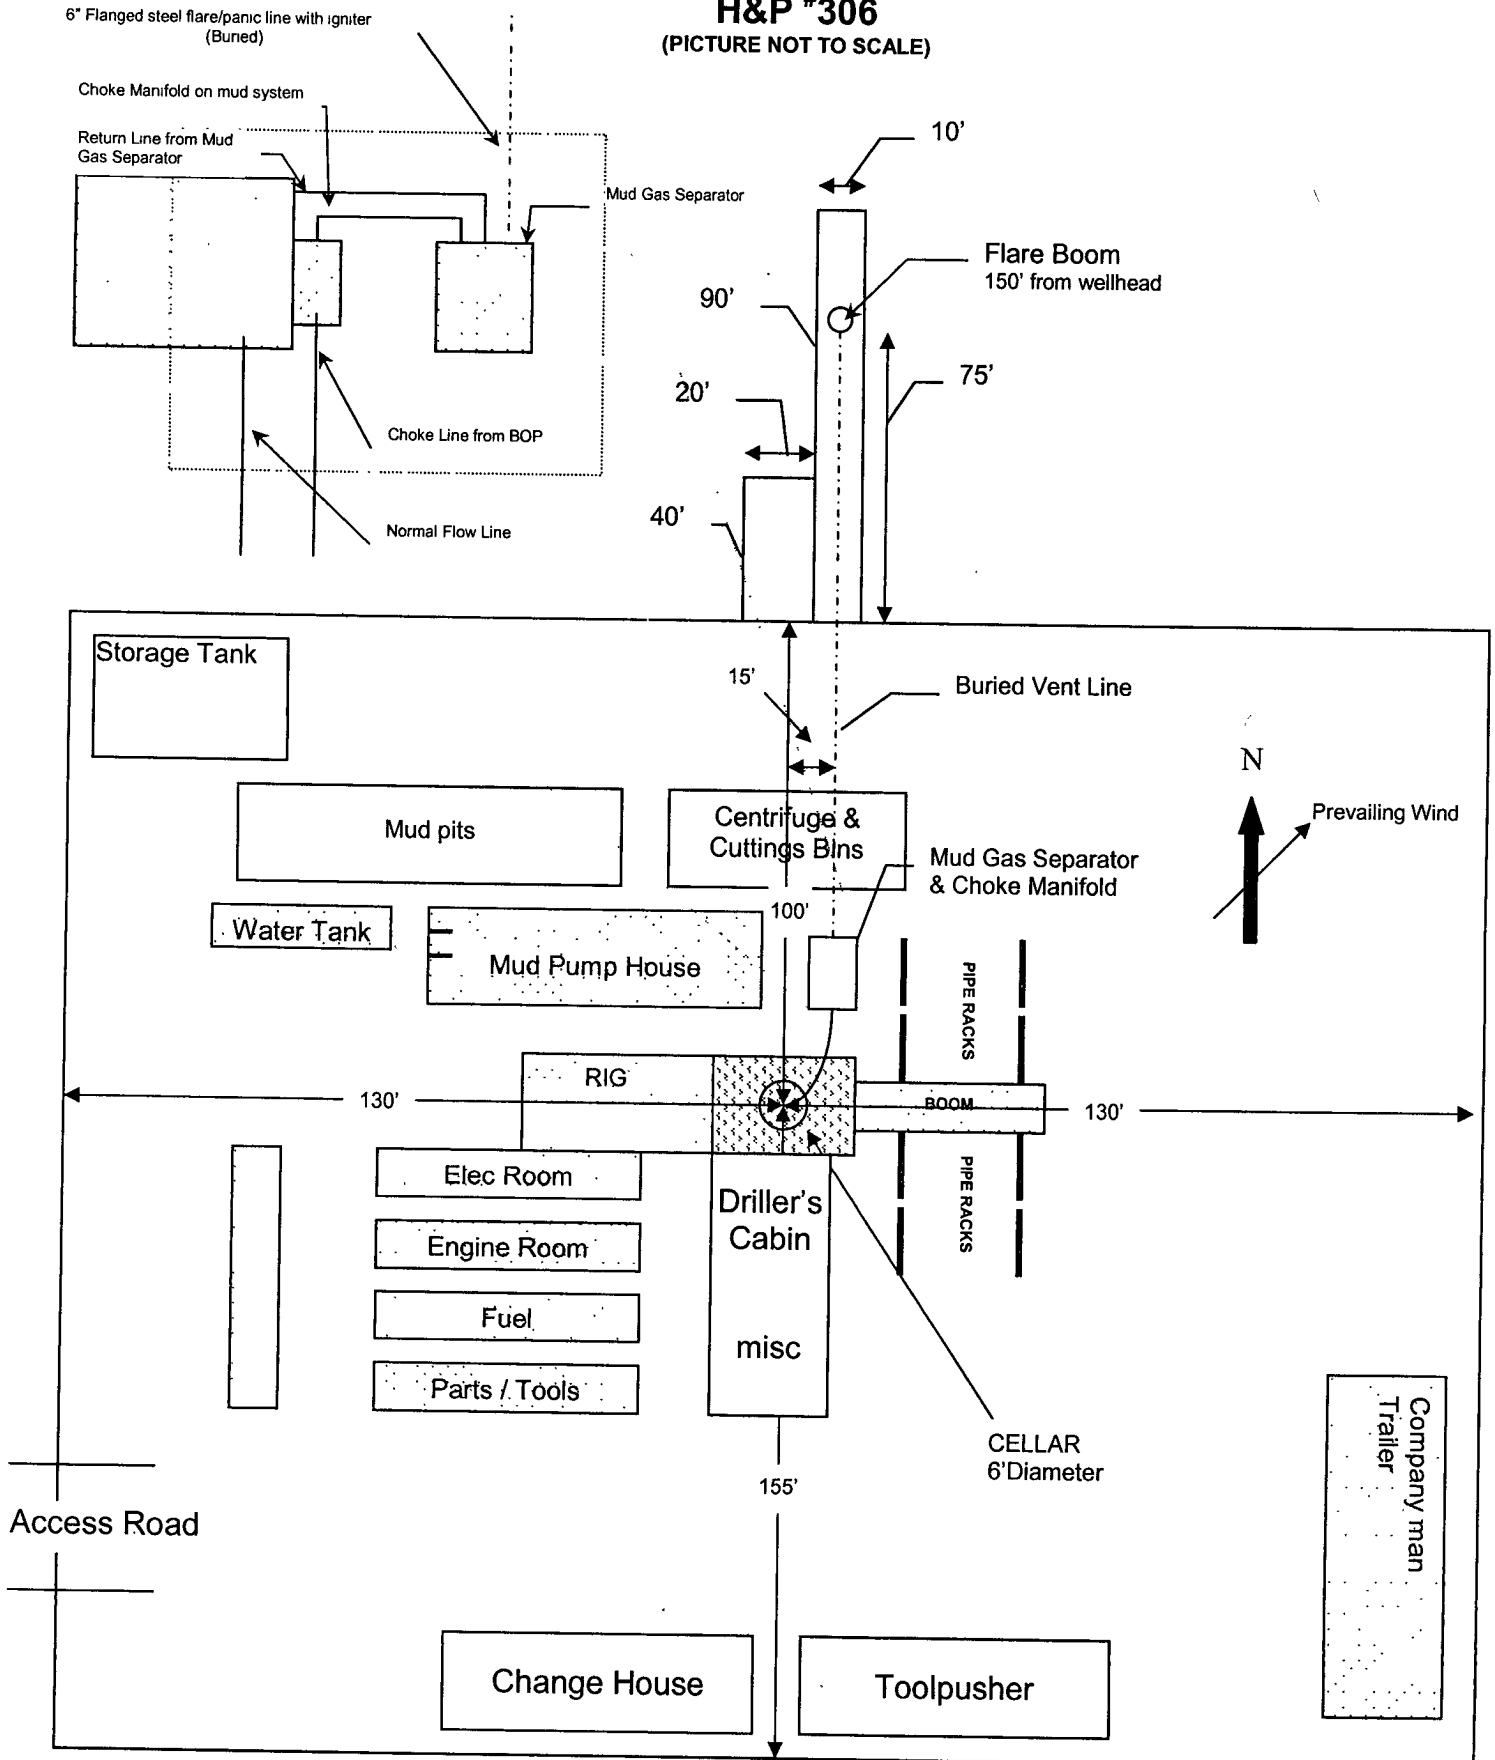 H&P #306
(PICTURE NOT TO SCALE)
6" Flanged steel flare/panic line with igniter
(Buried)
Choke Manifold on mud system
Return Line from Mud
Gas Separator
Mud Gas Separator
Choke Line from BOP
Normal Flow Line
10'
Flare Boom
150' from wellhead
90'
75'
20'
40'
Storage Tank
15'
Buried Vent Line
N
Prevailing Wind
Mud pits
Centrifuge &
Cuttings Bins
Mud Gas Separator
& Choke Manifold
100'
Water Tank
Mud Pump House
PIPE RACKS
RIG
130'
BOOM
130'
PIPE RACKS
Elec Room
Driller's
Cabin
Engine Room
Fuel
misc
Parts / Tools
CELLAR
6'Diameter
Company man
Trailer
155'
Access Road
Change House
Toolpusher